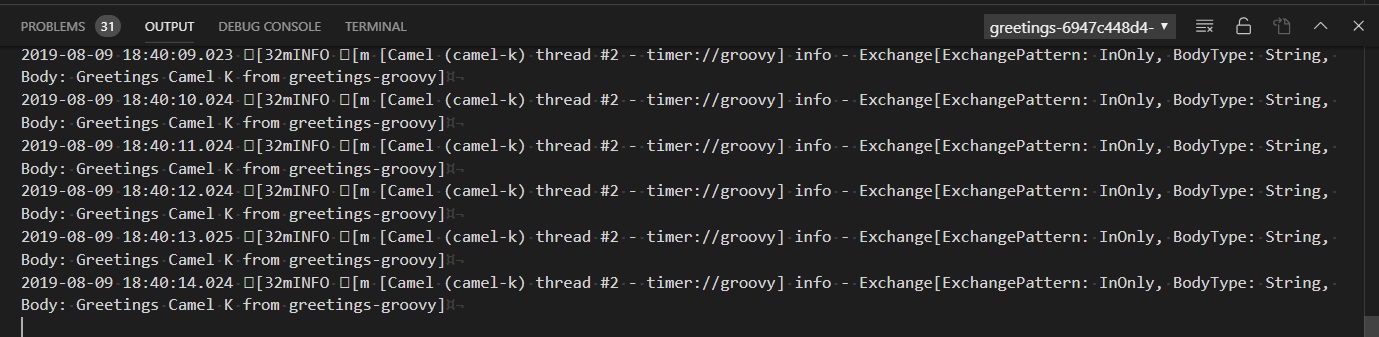 PROBLEMS 31 OUTPUT DEBUG CONSOLE TERMINAL greetings-6947c448d4-
2019-08-09 18:40:09.023 □[32mINFO □[m [Camel (camel-k) thread #2 - timer://groovy] info - Exchange[ExchangePattern: InOnly, BodyType: String,
Body: Greetings Camel K from greetings-groovy]¤¬
2019-08-09 18:40:10.024 □[32mINFO □[m [Camel (camel-k) thread #2 - timer://groovy] info - Exchange[ExchangePattern: InOnly, BodyType: String,
Body: Greetings Camel K from greetings-groovy]¤¬
2019-08-09 18:40:11.024 □[32mINFO □[m [Camel (camel-k) thread #2 - timer://groovy] info - Exchange[ExchangePattern: InOnly, BodyType: String,
Body: Greetings Camel K from greetings-groovy]¤¬
2019-08-09 18:40:12.024 □[32mINFO □[m [Camel (camel-k) thread #2 - timer://groovy] info - Exchange[ExchangePattern: InOnly, BodyType: String,
Body: Greetings Camel K from greetings-groovy]¤¬
2019-08-09 18:40:13.025 □[32mINFO □[m [Camel (camel-k) thread #2 - timer://groovy] info - Exchange[ExchangePattern: InOnly, BodyType: String,
Body: Greetings Camel K from greetings-groovy]¤¬
2019-08-09 18:40:14.024 □[32mINFO □[m [Camel (camel-k) thread #2 - timer://groovy] info - Exchange[ExchangePattern: InOnly, BodyType: String,
Body: Greetings Camel K from greetings-groovy]¤¬